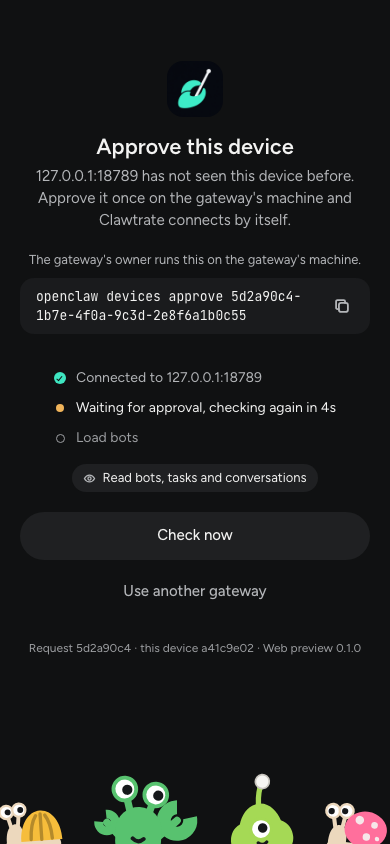 Approve this device
127.0.0.1:18789 has not seen this device before.
Approve it once on the gateway's machine and
Clawtrate connects by itself.
The gateway's owner runs this on the gateway's machine.
openclaw devices approve 5d2a90c4-
1b7e-4f0a-9c3d-2e8f6a1b0c55
Connected to 127.0.0.1:18789
Waiting for approval, checking again in 4s
Load bots
Read bots, tasks and conversations
Check now
Use another gateway
Request 5d2a90c4 · this device a41c9e02 · Web preview 0.1.0